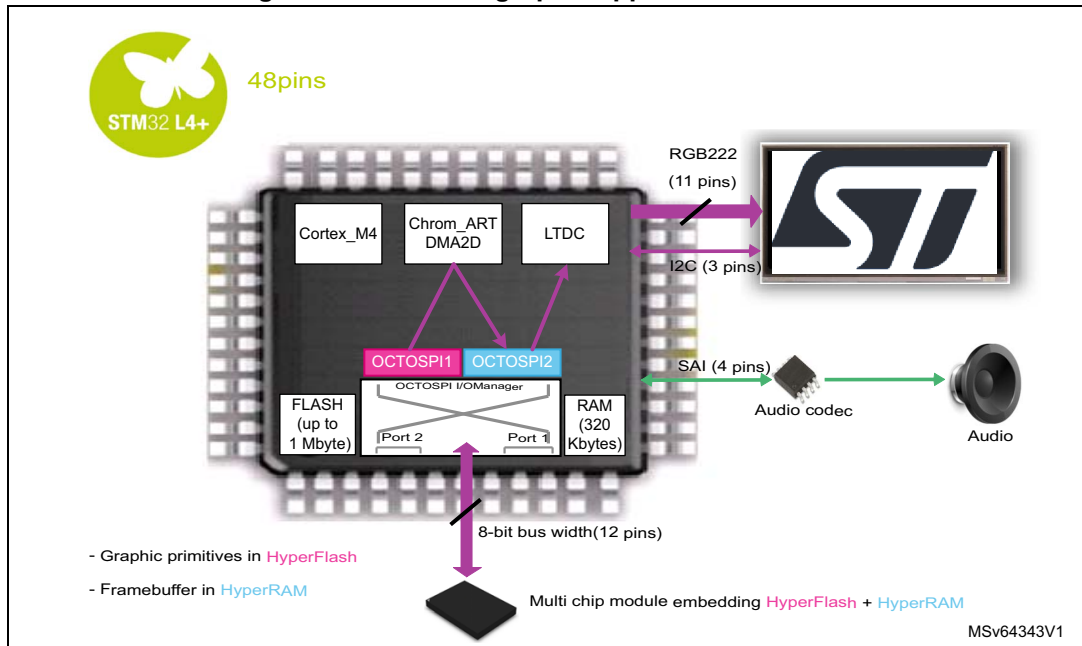 48pins
STM32 L4+
RGB222
(11 pins)
Cortex_M4
Chrom_ART
DMA2D
LTDC
I2C (3 pins)
OCTOSPI1
OCTOSPI2
OCTOSPI I/OManager
SAI (4 pins)
FLASH
(up to
1 Mbyte)
Port 2
Port 1
RAM
(320
Kbytes)
Audio codec
Audio
8-bit bus width(12 pins)
- Graphic primitives in HyperFlash
- Framebuffer in HyperRAM
Multi chip module embedding HyperFlash + HyperRAM
MSv64343V1